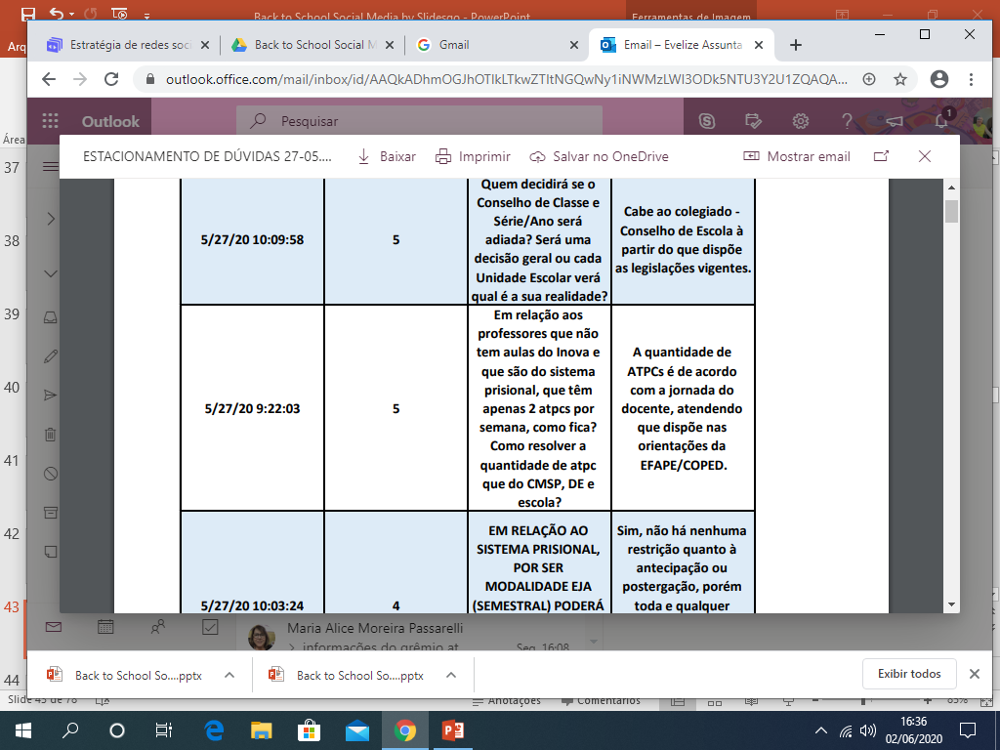 Back to School Social Media by Slidesgo - PowerPoint
Ferramentas de Imagem
Arq
Estratégia de redes soci
Back to School Social M
Gmail
Email – Evelize Assunta
outlook.office.com/mail/inbox/id/AAQkADhmOGJhOTlkLTkwZTItNGQwNy1iNWMzLWI3ODk5NTU3Y2U1ZQAQA...
Outlook
Pesquisar
1
Área
ESTACIONAMENTO DE DÚVIDAS 27-05....
Baixar
Imprimir
Salvar no OneDrive
Mostrar email
37
38
39
40
41
42
43
44
5/27/20 10:09:58
5
Quem decidirá se o
Conselho de Classe e
Série/Ano será
adiada? Será uma
decisão geral ou cada
Unidade Escolar verá
qual é a sua realidade?
Cabe ao colegiado -
Conselho de Escola à
partir do que dispõe
as legislações vigentes.
5/27/20 9:22:03
5
Em relação aos
professores que não
tem aulas do Inova e
que são do sistema
prisional, que têm
apenas 2 atpcs por
semana, como fica?
Como resolver a
quantidade de atpc
que do CMSP, DE e
escola?
A quantidade de
ATPCs é de acordo
com a jornada do
docente, atendendo
que dispõe nas
orientações da
EFAPE/COPED.
5/27/20 10:03:24
4
EM RELAÇÃO AO
SISTEMA PRISIONAL,
POR SER
MODALIDADE EJA
(SEMESTRAL) PODERÁ
Sim, não há nenhuma
restrição quanto à
antecipação ou
postergação, porém
toda e qualquer
Maria Alice Moreira Passarelli
informações do grêmio at
Seg, 16:08
Back to School So....pptx
Back to School So....pptx
Exibir todos
Slide 43 de 78
Anotações
Comentários
85%
16:36
02/06/2020